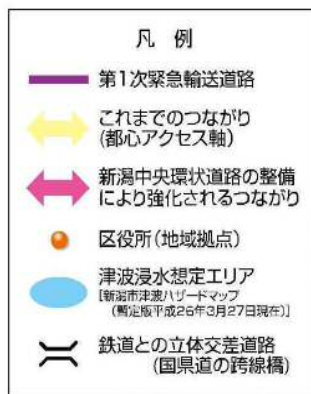 凡 例
第1次緊急輸送道路
これまでのつながり
(都心アクセス軸)
新潟中央環状道路の整備
により強化されるつながり
区役所(地域拠点)
津波浸水想定エリア
[新潟市津波ハザードマップ
(暫定版平成26年3月27日現在)]
鉄道との立体交差道路
(国県道の跨線橋)